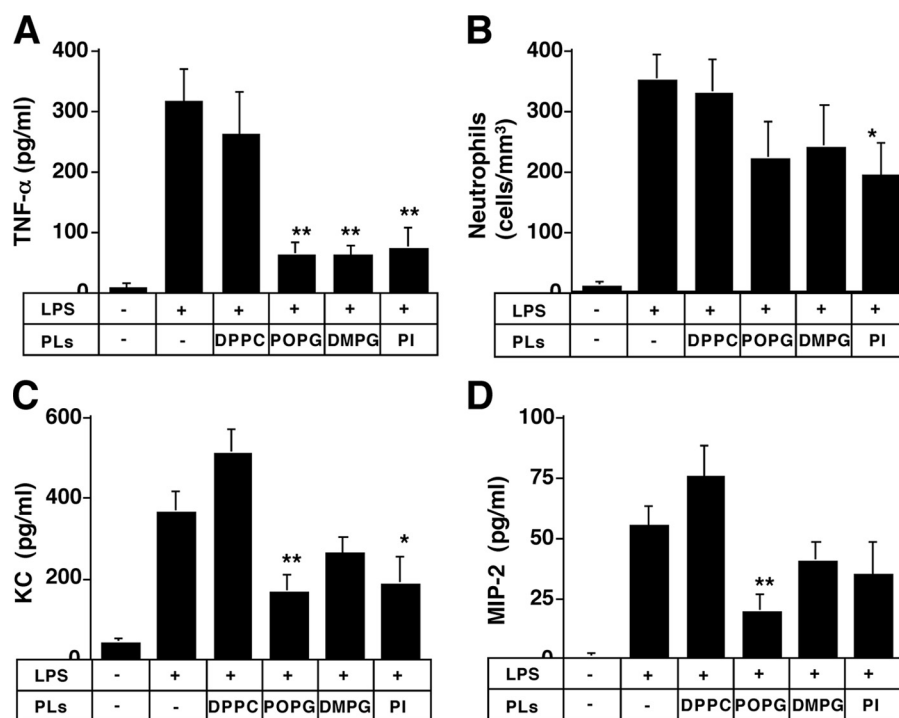 A
TNF-α (pg/ml)
400
300
200
100
0
** ** **
LPS - + + + + +
PLs - - DPPC POPG DMPG PI
B
Neutrophils
(cells/mm³)
400
300
200
100
0
*
LPS - + + + + +
PLs - - DPPC POPG DMPG PI
C
KC (pg/ml)
600
400
200
0
** *
LPS - + + + + +
PLs - - DPPC POPG DMPG PI
D
MIP-2 (pg/ml)
100
75
50
25
0
**
LPS - + + + + +
PLs - - DPPC POPG DMPG PI